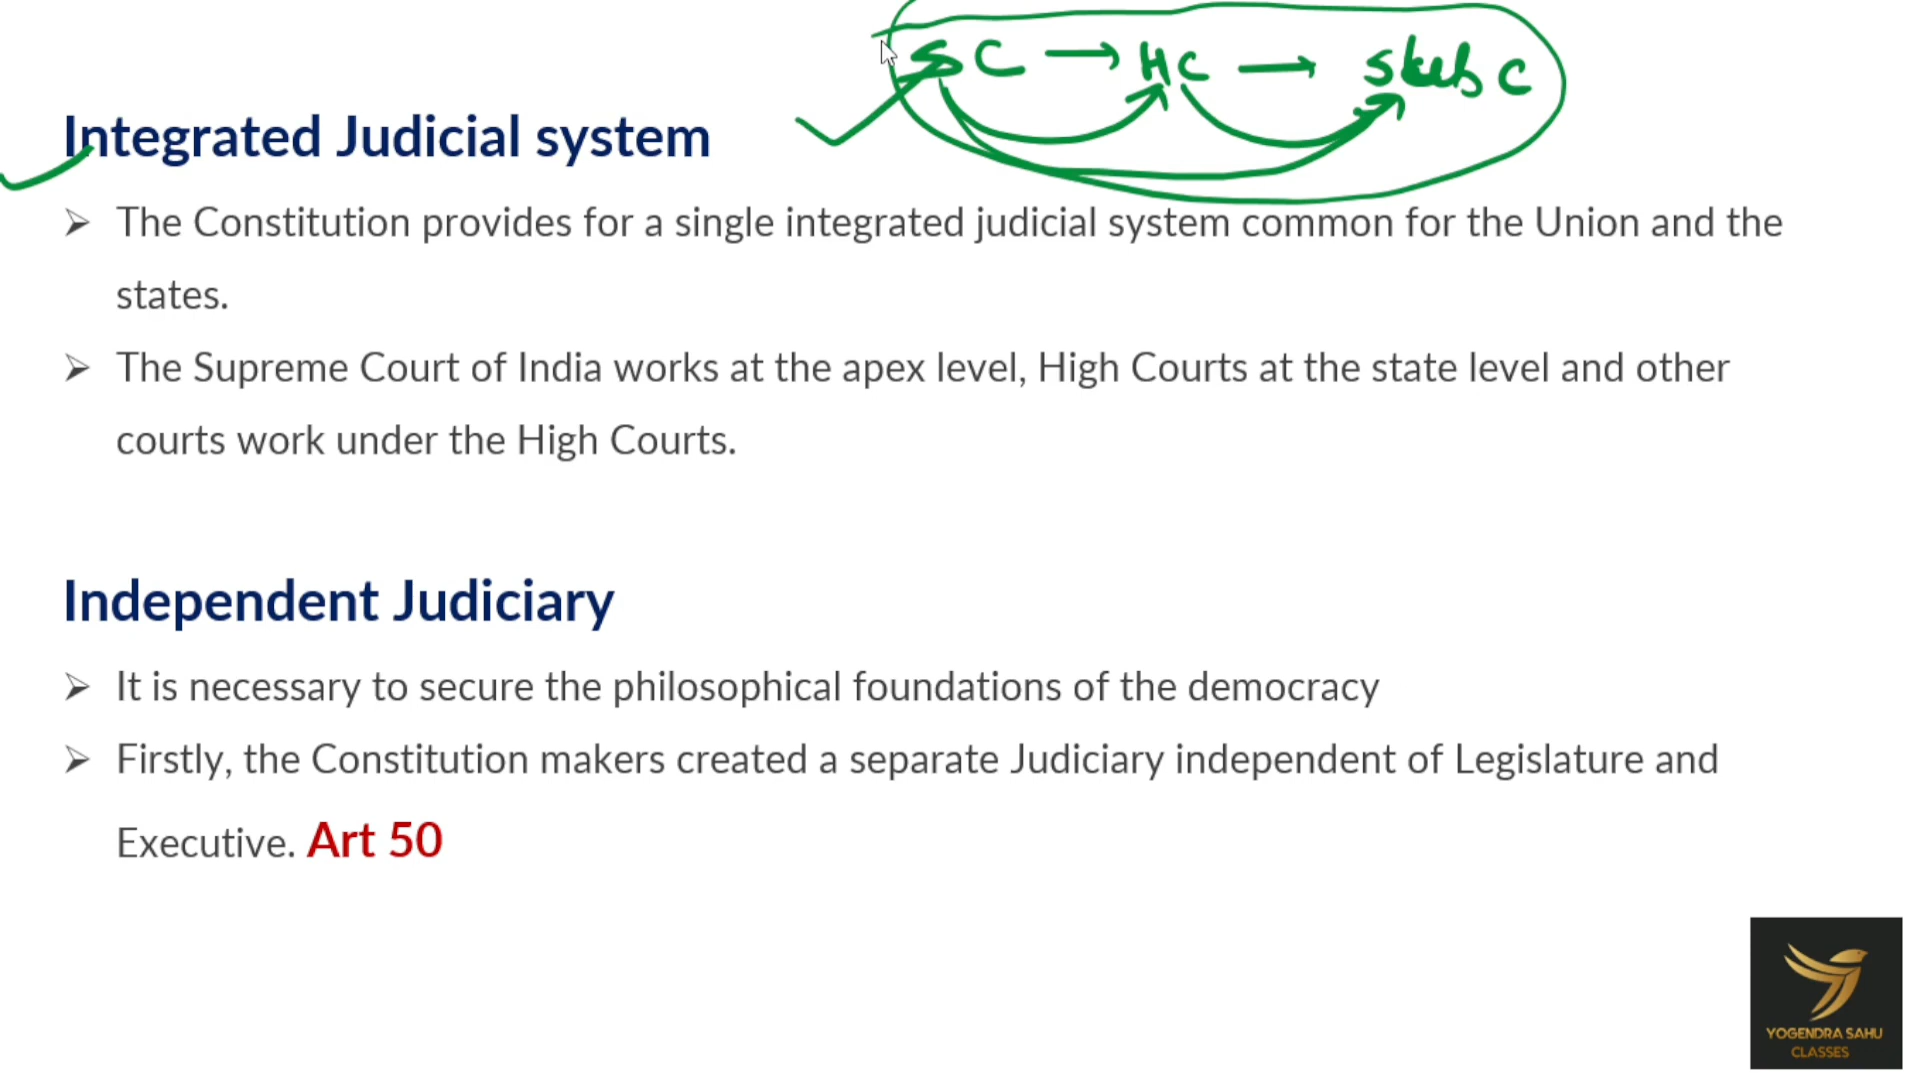 SC → HC → C
Integrated Judicial system
➢ The Constitution provides for a single integrated judicial system common for the Union and the
states.
➢ The Supreme Court of India works at the apex level, High Courts at the state level and other
courts work under the High Courts.
Independent Judiciary
➢ It is necessary to secure the philosophical foundations of the democracy
➢ Firstly, the Constitution makers created a separate Judiciary independent of Legislature and
Executive. Art 50
YOGENDRA SAHU
CLASSES